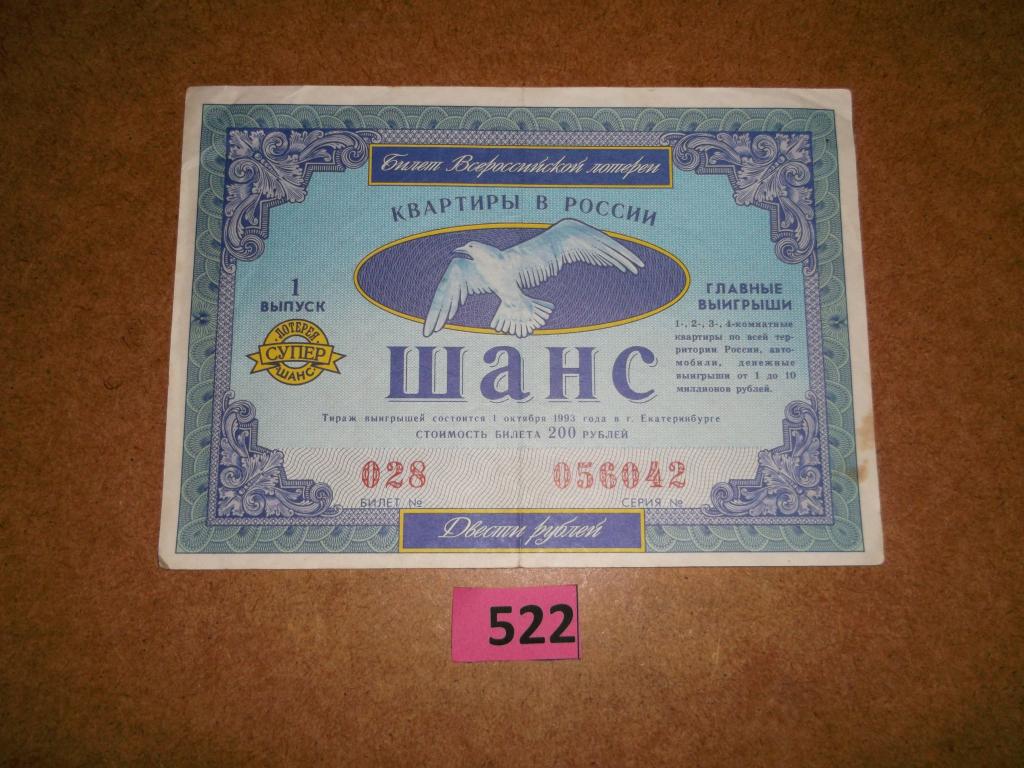 Билет Всероссийской лотереи
КВАРТИРЫ В РОССИИ
1
ВЫПУСК
ЛОТЕРЕЯ
СУПЕР
ШАНС
ГЛАВНЫЕ
ВЫИГРЫШИ
1-, 2-, 3-, 4-комнатные
квартиры по всей тер-
ритории России, авто-
мобили, денежные
выигрыши от 1 до 10
миллионов рублей.
ШАНС
Тираж выигрышей состоится 1 октября 1993 года в г. Екатеринбурге
СТОИМОСТЬ БИЛЕТА 200 РУБЛЕЙ
028
056042
БИЛЕТ №
СЕРИЯ №
Двести рублей
522